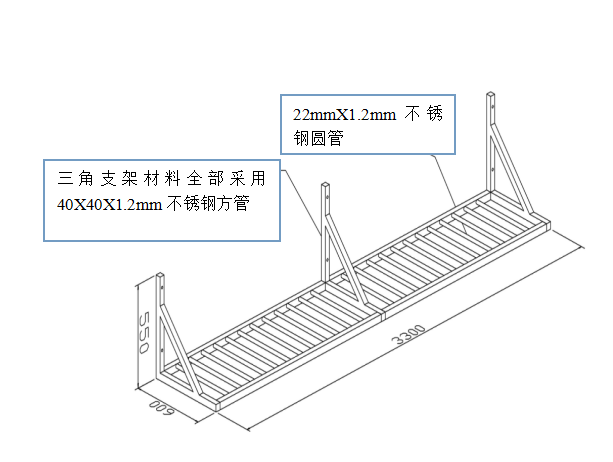 22mmX1.2mm 不锈
钢圆管
三角支架材料全部采用
40X40X1.2mm 不锈钢方管
550
600
3300